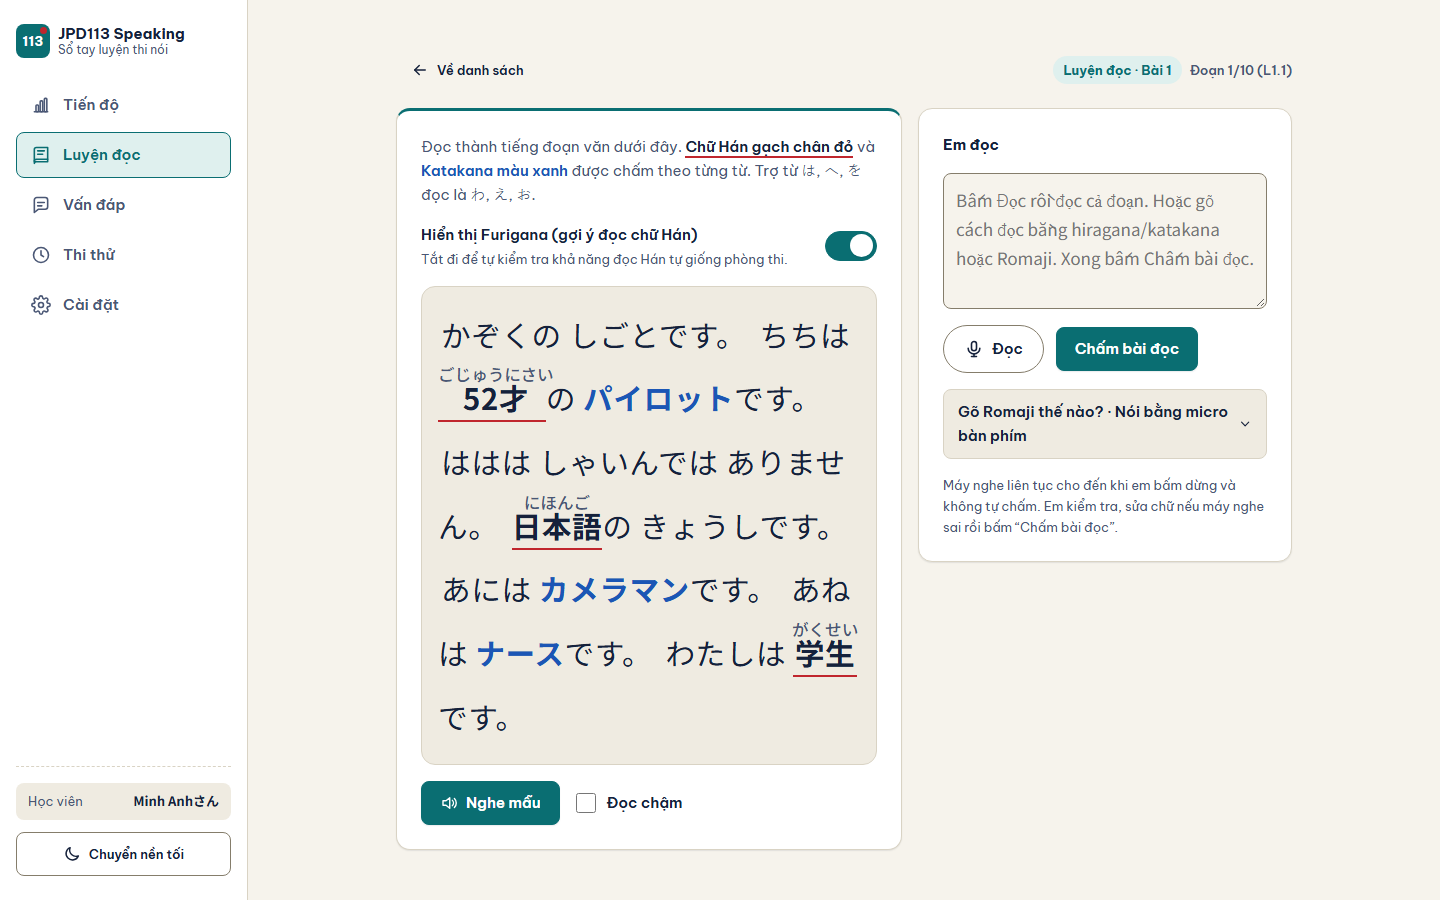 113
JPD113 Speaking
Sổ tay luyện thi nói
Tiến độ
Luyện đọc
Vấn đáp
Thi thử
Cài đặt
Học viên
Minh Anhさん
Chuyển nền tối
Về danh sách
Luyện đọc · Bài 1
Đoạn 1/10 (L1.1)
Đọc thành tiếng đoạn văn dưới đây. Chữ Hán gạch chân đỏ và
Katakana màu xanh được chấm theo từng từ. Trợ từ は, へ, を
đọc là わ, え, お.
Hiển thị Furigana (gợi ý đọc chữ Hán)
Tắt đi để tự kiểm tra khả năng đọc Hán tự giống phòng thi.
かぞくの しごとです。 ちちは
ごじゅうにさい
52才の パイロットです。
ははは しゃいんでは ありませ
にほんご
ん。 日本語の きょうしです。
あには カメラマンです。 あね
がくせい
は ナースです。 わたしは 学生
です。
Nghe mẫu
Đọc chậm
Em đọc
Bấm Đọc rồi đọc cả đoạn. Hoặc gõ
cách đọc bằng hiragana/katakana
hoặc Romaji. Xong bấm Chấm bài đọc.
Đọc
Chấm bài đọc
Gõ Romaji thế nào? · Nói bằng micro
bàn phím
Máy nghe liên tục cho đến khi em bấm dừng và
không tự chấm. Em kiểm tra, sửa chữ nếu máy nghe
sai rồi bấm “Chấm bài đọc”.